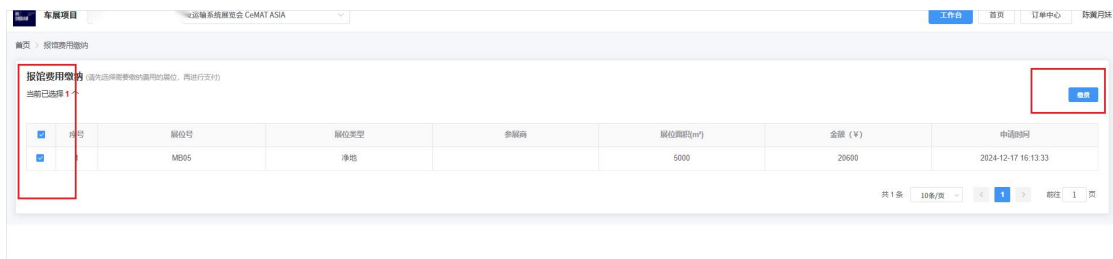 车展项目 运输系统展览会 CeMAT ASIA 工作台 首页 订单中心 陈黄月妹
首页 > 报馆费用缴纳
报馆费用缴纳 (请先选择需要缴纳费用的展位，再进行支付)
当前已选择 1 个 缴费
序号 展位号 展位类型 参展商 展位面积(m²) 金额（￥） 申请时间
1 MB05 净地 5000 20600 2024-12-17 16:13:33
共 1 条 10条/页 < 1 > 前往 1 页